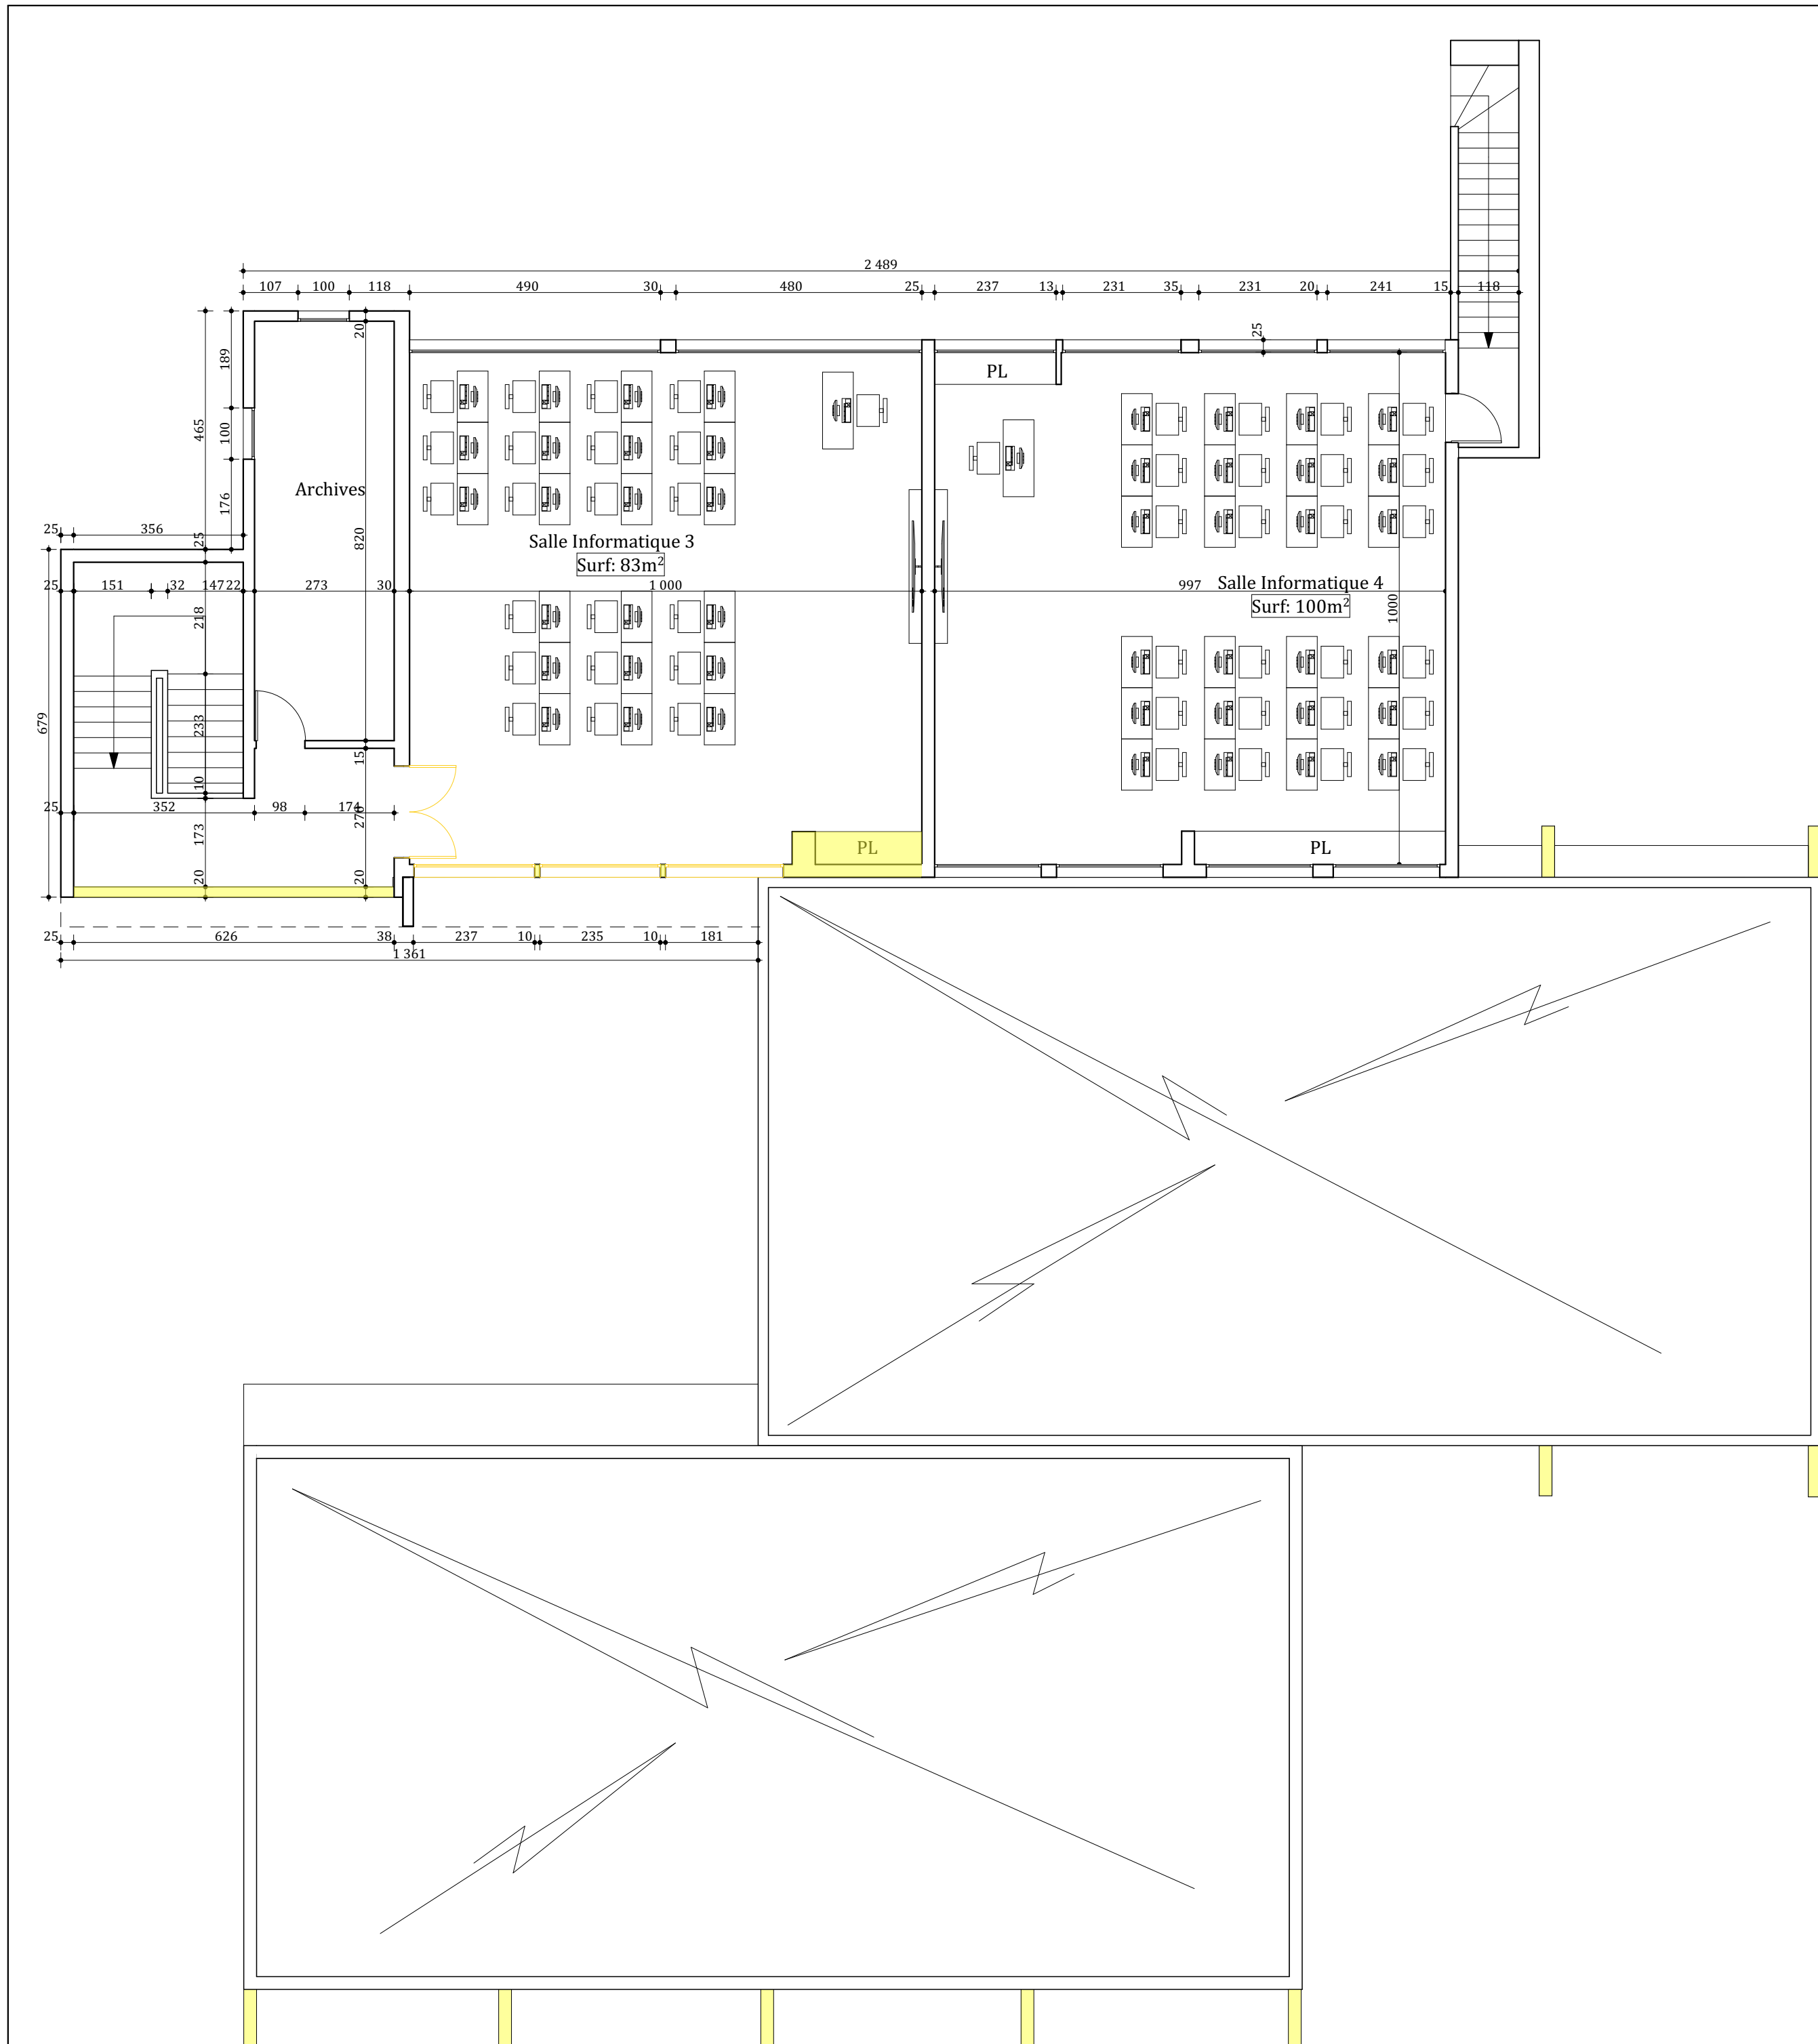 2 489
107 100 118 490 30 480 25 237 13 231 35 231 20 241 15 118
20
25
189
465
100
176
25
PL
Archives
820
Salle Informatique 3
Surf: 83m²
25 356
25 151 32 147 22 273 30 1 000 997
Salle Informatique 4
Surf: 100m²
1000
218
679
233
15
10
25 352 98 174
270
173
20
20
PL
PL
25 626 38 237 10 235 10 181
1 361